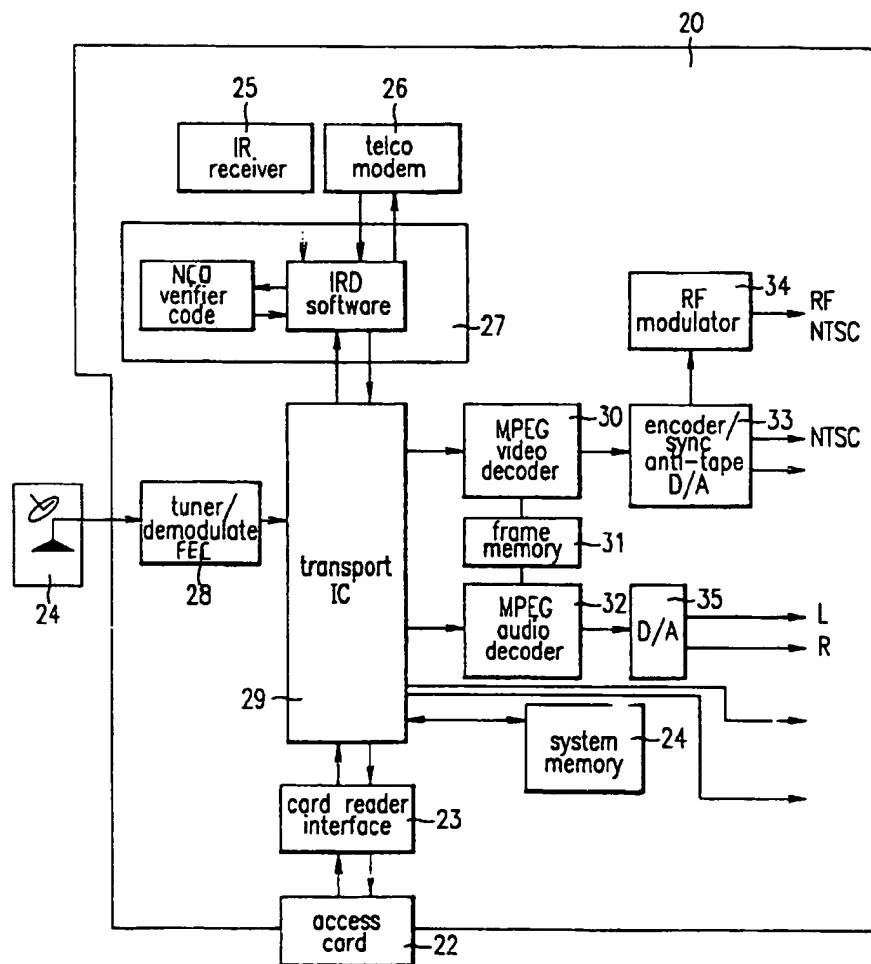 20
25
26
IR
receiver
telco
modem
NCO
verifier
code
IRD
software
27
34
RF
modulator
RF
NTSC
30
MPEG
video
decoder
33
encoder/
sync
anti-tape
D/A
NTSC
24
tuner/
demodulate
FEC
28
transport
IC
29
frame
memory
31
32
MPEG
audio
decoder
35
D/A
L
R
system
memory
24
card reader
interface
23
access
card
22